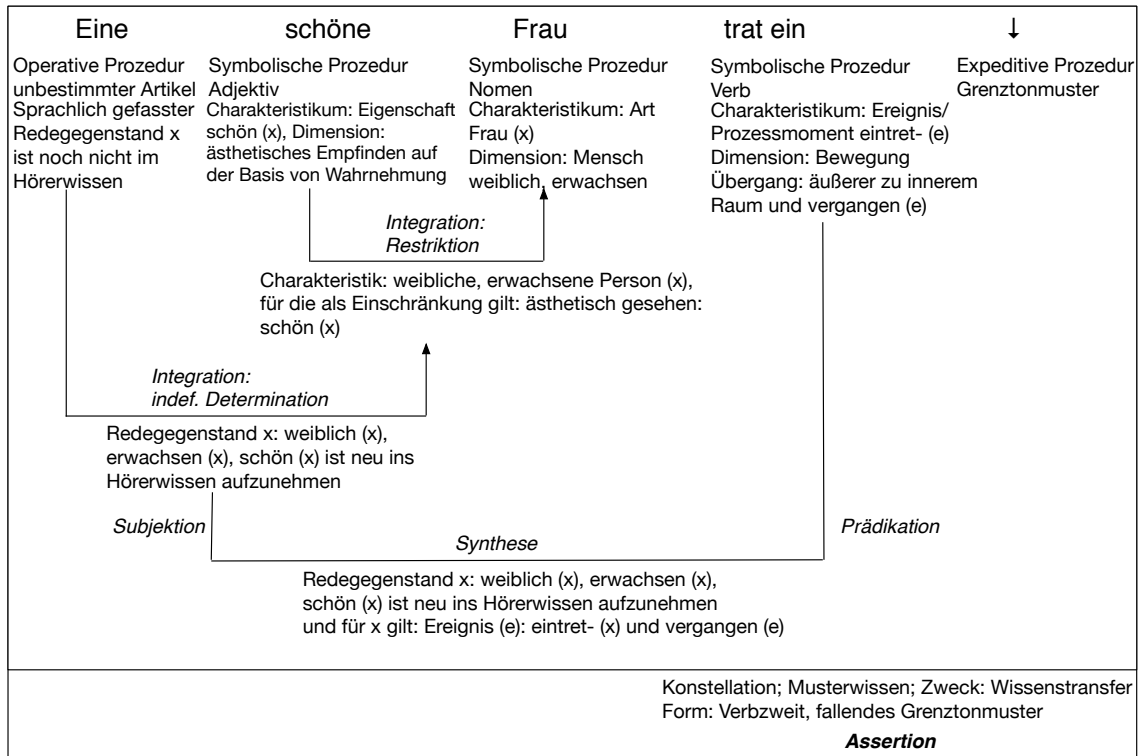 Eine schöne Frau trat ein ↓
Operative Prozedur
unbestimmter Artikel
Sprachlich gefasster
Redegegenstand x
ist noch nicht im
Hörerwissen
Symbolische Prozedur
Adjektiv
Charakteristikum: Eigenschaft
schön (x), Dimension:
ästhetisches Empfinden auf
der Basis von Wahrnehmung
Symbolische Prozedur
Nomen
Charakteristikum: Art
Frau (x)
Dimension: Mensch
weiblich, erwachsen
Symbolische Prozedur
Verb
Charakteristikum: Ereignis/
Prozessmoment eintret- (e)
Dimension: Bewegung
Übergang: äußerer zu innerem
Raum und vergangen (e)
Expeditive Prozedur
Grenztonmuster
Integration:
Restriktion
Charakteristik: weibliche, erwachsene Person (x),
für die als Einschränkung gilt: ästhetisch gesehen:
schön (x)
Integration:
indef. Determination
Redegegenstand x: weiblich (x),
erwachsen (x), schön (x) ist neu ins
Hörerwissen aufzunehmen
Subjektion
Synthese
Prädikation
Redegegenstand x: weiblich (x), erwachsen (x),
schön (x) ist neu ins Hörerwissen aufzunehmen
und für x gilt: Ereignis (e): eintret- (x) und vergangen (e)
Konstellation; Musterwissen; Zweck: Wissenstransfer
Form: Verbzweit, fallendes Grenztonmuster
Assertion